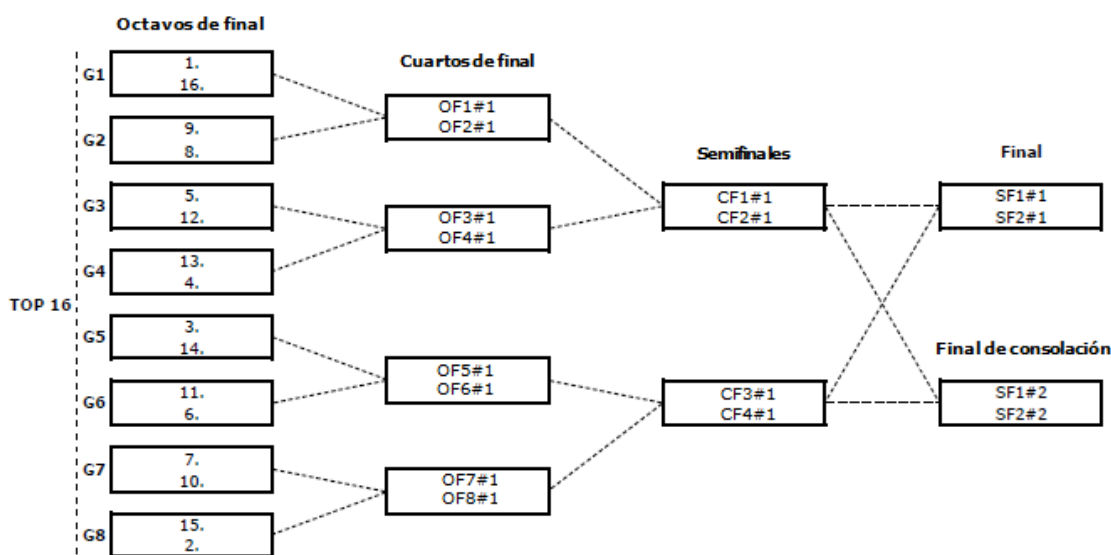 Octavos de final
G1
1.
16.
G2
9.
8.
G3
5.
12.
G4
13.
4.
TOP 16
G5
3.
14.
G6
11.
6.
G7
7.
10.
G8
15.
2.
Cuartos de final
OF1#1
OF2#1
OF3#1
OF4#1
OF5#1
OF6#1
OF7#1
OF8#1
Semifinales
CF1#1
CF2#1
CF3#1
CF4#1
Final
SF1#1
SF2#1
Final de consolación
SF1#2
SF2#2